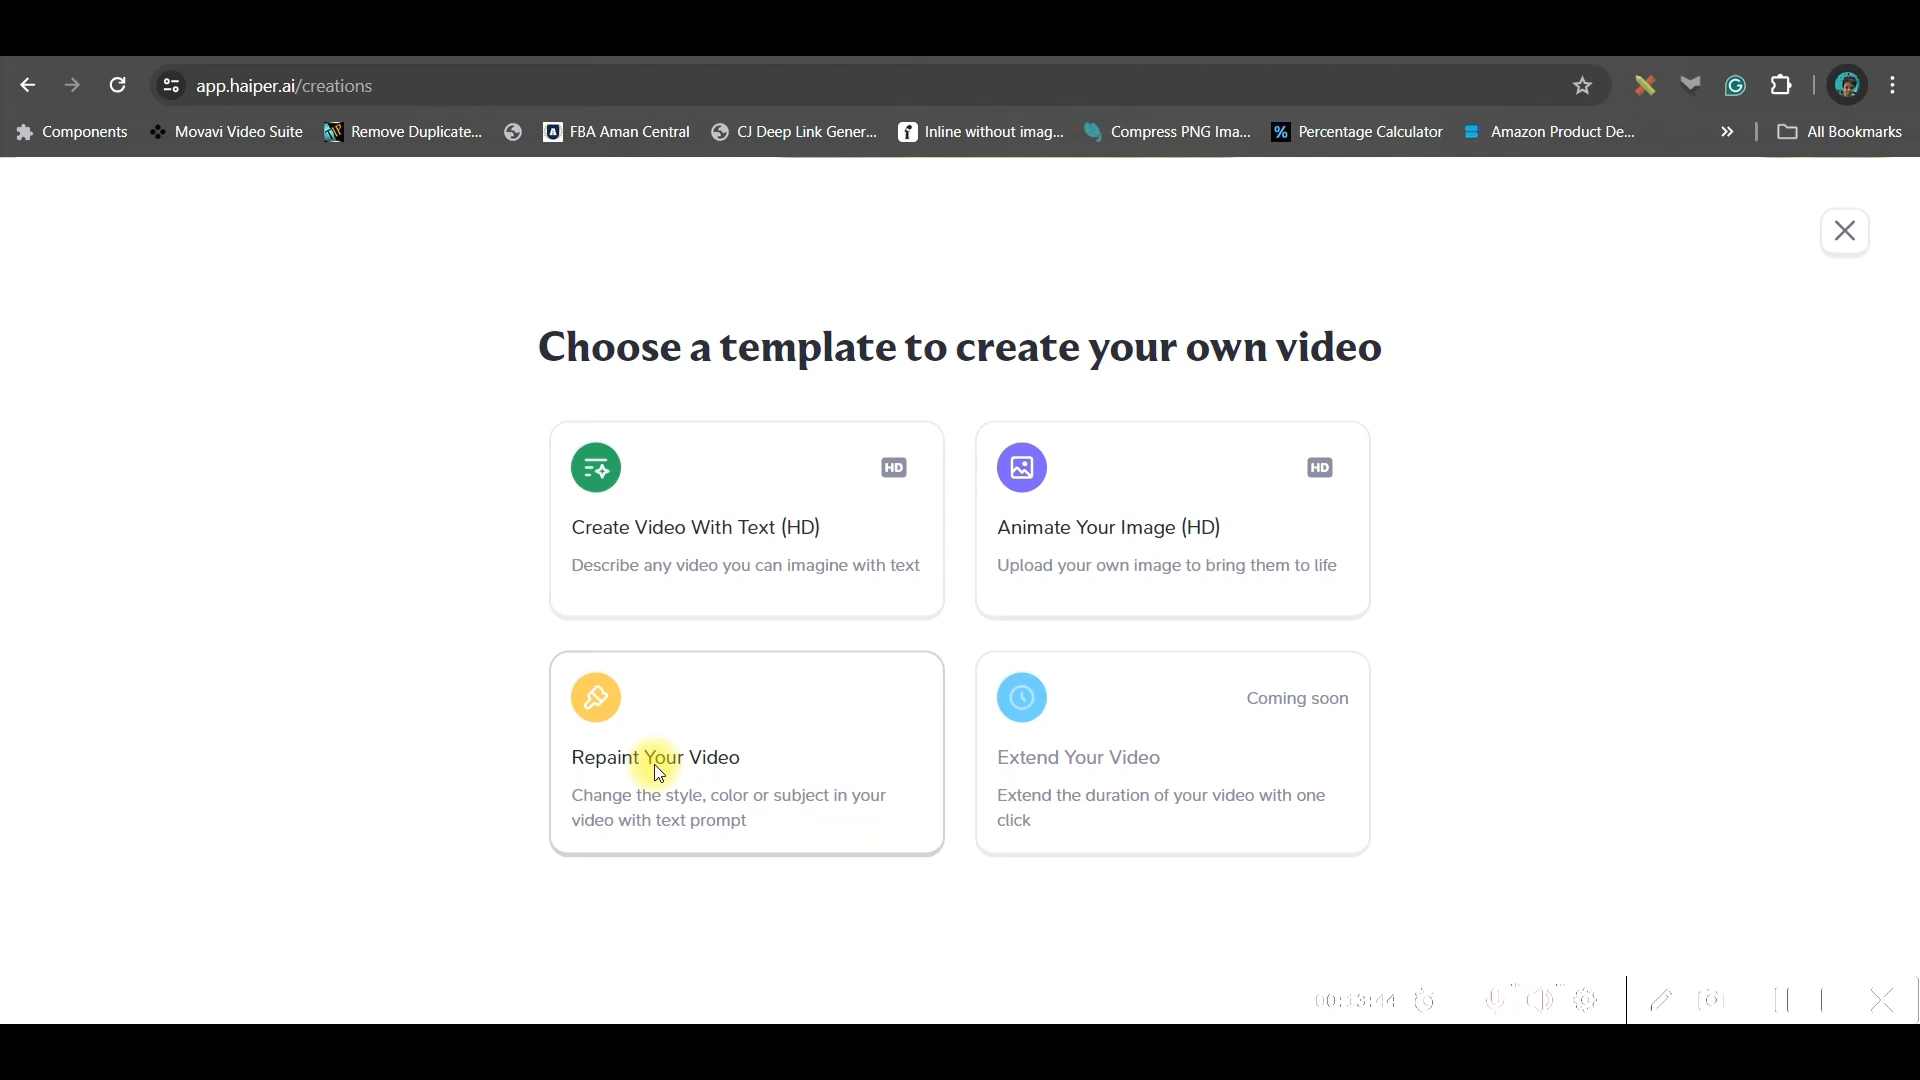 app.haiper.ai/creations
Components
Movavi Video Suite
Remove Duplicate...
FBA Aman Central
CJ Deep Link Gener...
Inline without imag...
Compress PNG Ima...
Percentage Calculator
Amazon Product De...
All Bookmarks
Choose a template to create your own video
HD
HD
Create Video With Text (HD)
Animate Your Image (HD)
Describe any video you can imagine with text
Upload your own image to bring them to life
Coming soon
Repaint Your Video
Extend Your Video
Change the style, color or subject in your
video with text prompt
Extend the duration of your video with one
click
00:13:44